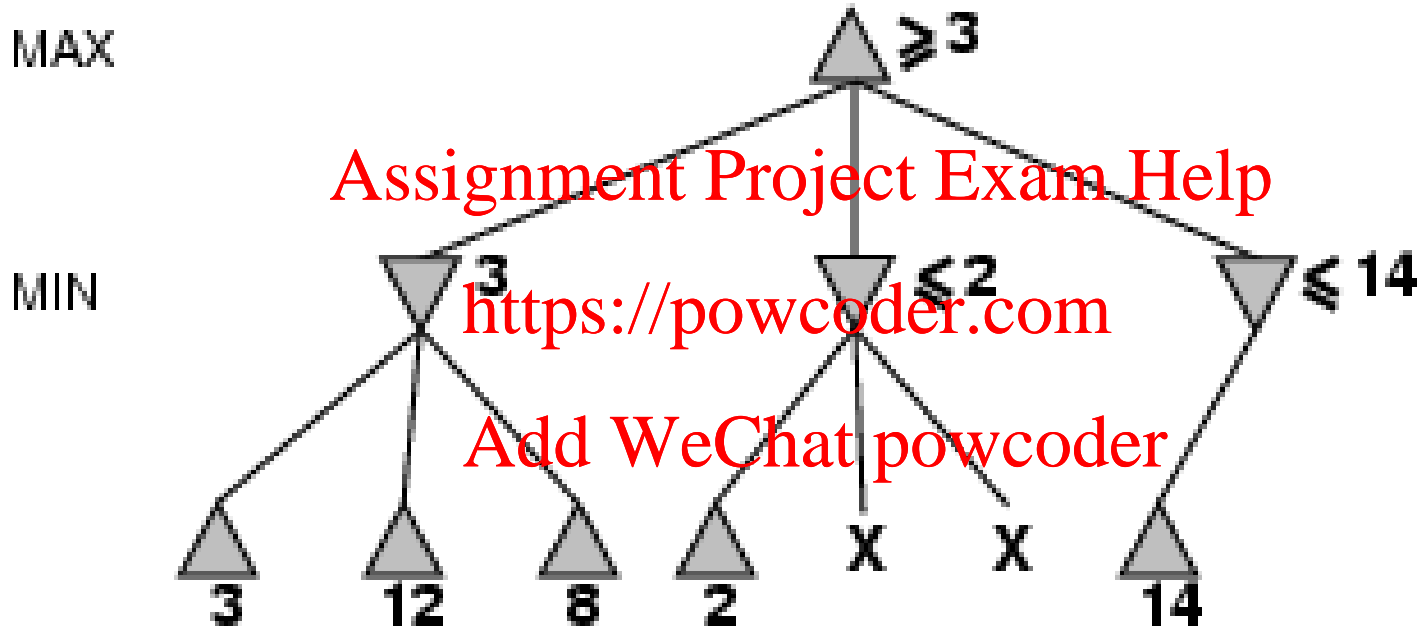 MAX ≥3
Assignment Project Exam Help
MIN 3 ≤2 ≤14
https://powcoder.com
Add WeChat powcoder
3 12 8 2 X X 14